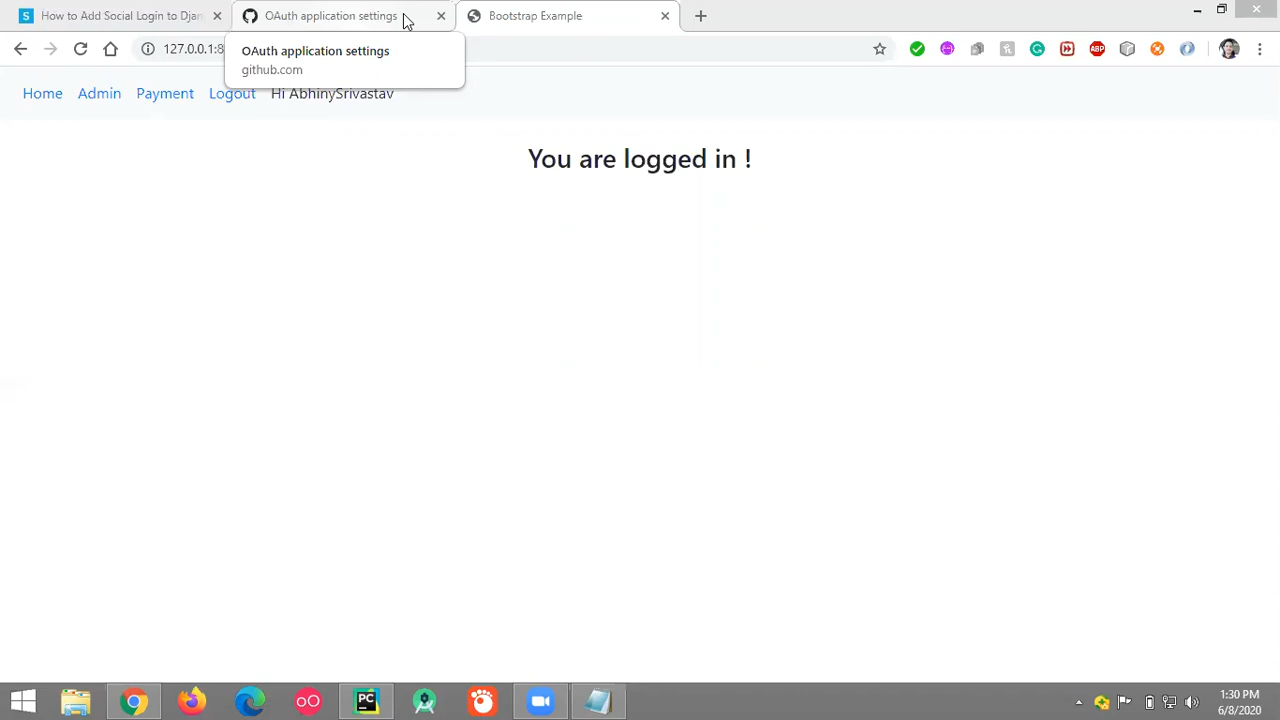 How to Add Social Login to Djan
OAuth application settings
Bootstrap Example
127.0.0.1:8
OAuth application settings
github.com
Home Admin Payment Logout Hi AbhinySrivastav
You are logged in !
1:30 PM
6/8/2020